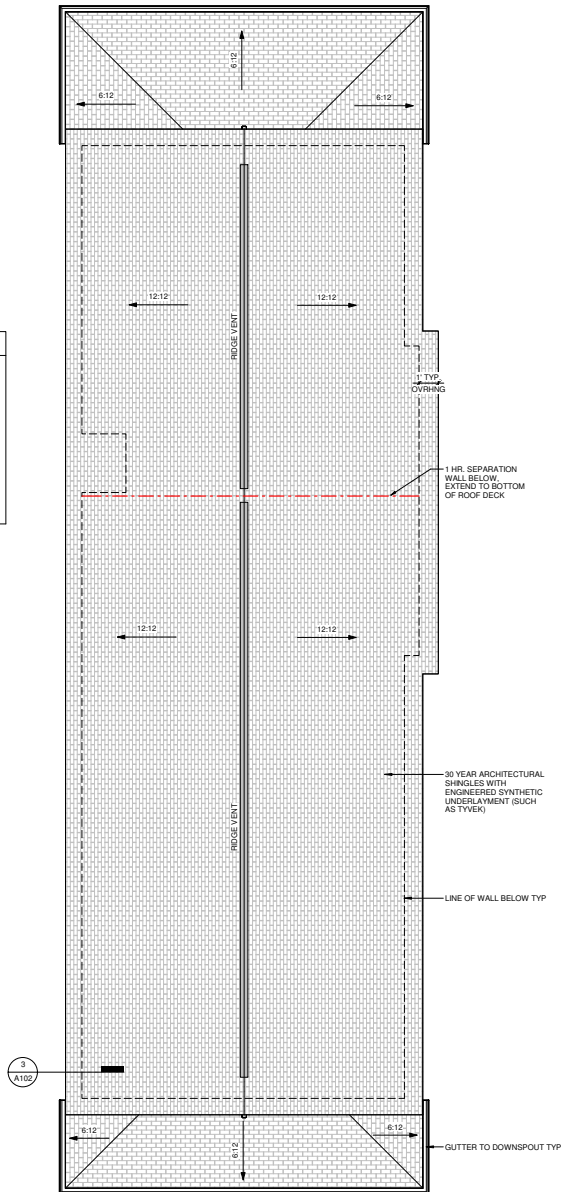 6:12
6:12
6:12
12:12
12:12
RIDGE VENT
1' TYP.
OVRHNG
1 HR. SEPARATION
WALL BELOW,
EXTEND TO BOTTOM
OF ROOF DECK
12:12
12:12
30 YEAR ARCHITECTURAL
SHINGLES WITH
ENGINEERED SYNTHETIC
UNDERLAYMENT (SUCH
AS TYVEK)
RIDGE VENT
LINE OF WALL BELOW TYP
3
A102
6:12
6:12
6:12
GUTTER TO DOWNSPOUT TYP